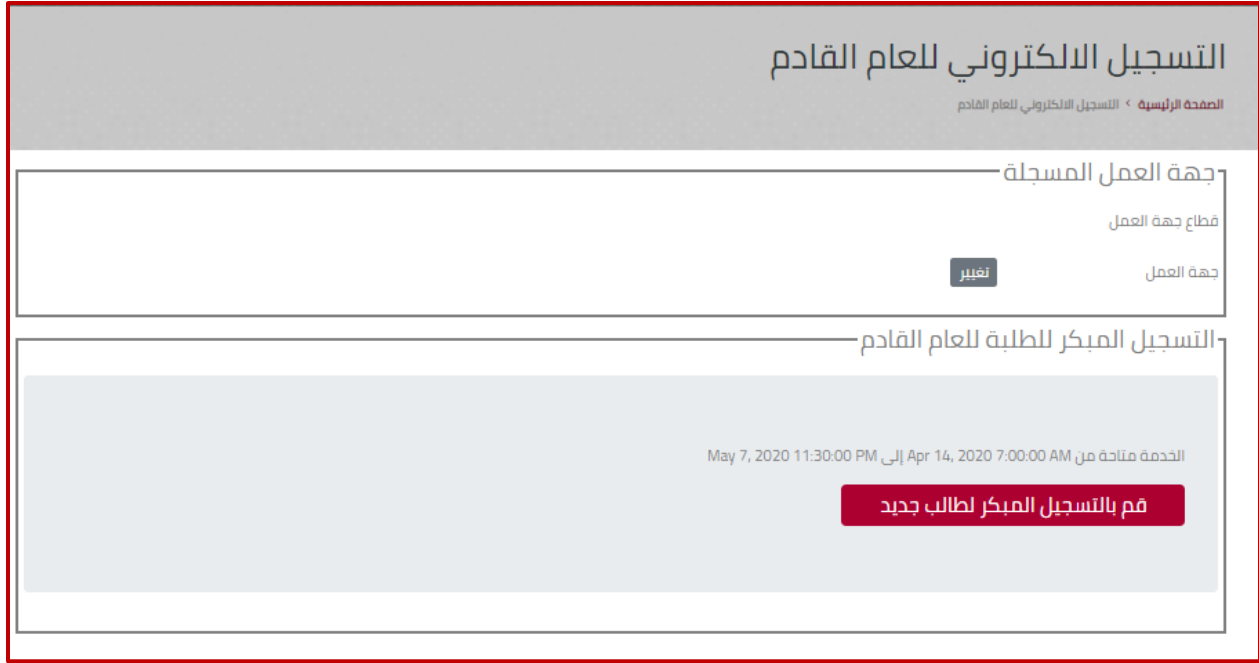 التسجيل الالكتروني للعام القادم
الصفحة الرئيسية › التسجيل الالكتروني للعام القادم
جهة العمل المسجلة
قطاع جهة العمل
جهة العمل تغيير
التسجيل المبكر للطلبة للعام القادم
الخدمة متاحة من Apr 14, 2020 7:00:00 AM إلى May 7, 2020 11:30:00 PM
قم بالتسجيل المبكر لطالب جديد